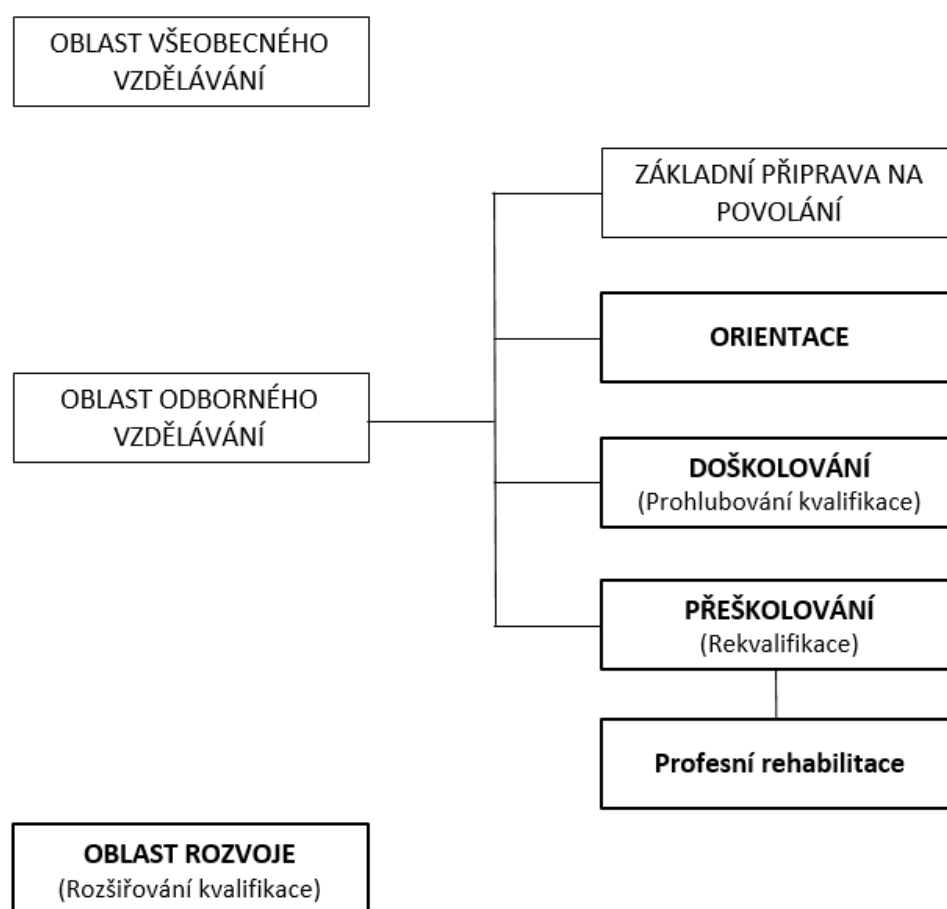 OBLAST VŠEOBECNÉHO
VZDĚLÁVÁNÍ
ZÁKLADNÍ PŘIPRAVA NA
POVOLÁNÍ
ORIENTACE
OBLAST ODBORNÉHO
VZDĚLÁVÁNÍ
DOŠKOLOVÁNÍ
(Prohlubování kvalifikace)
PŘEŠKOLOVÁNÍ
(Rekvalifikace)
Profesní rehabilitace
OBLAST ROZVOJE
(Rozšiřování kvalifikace)